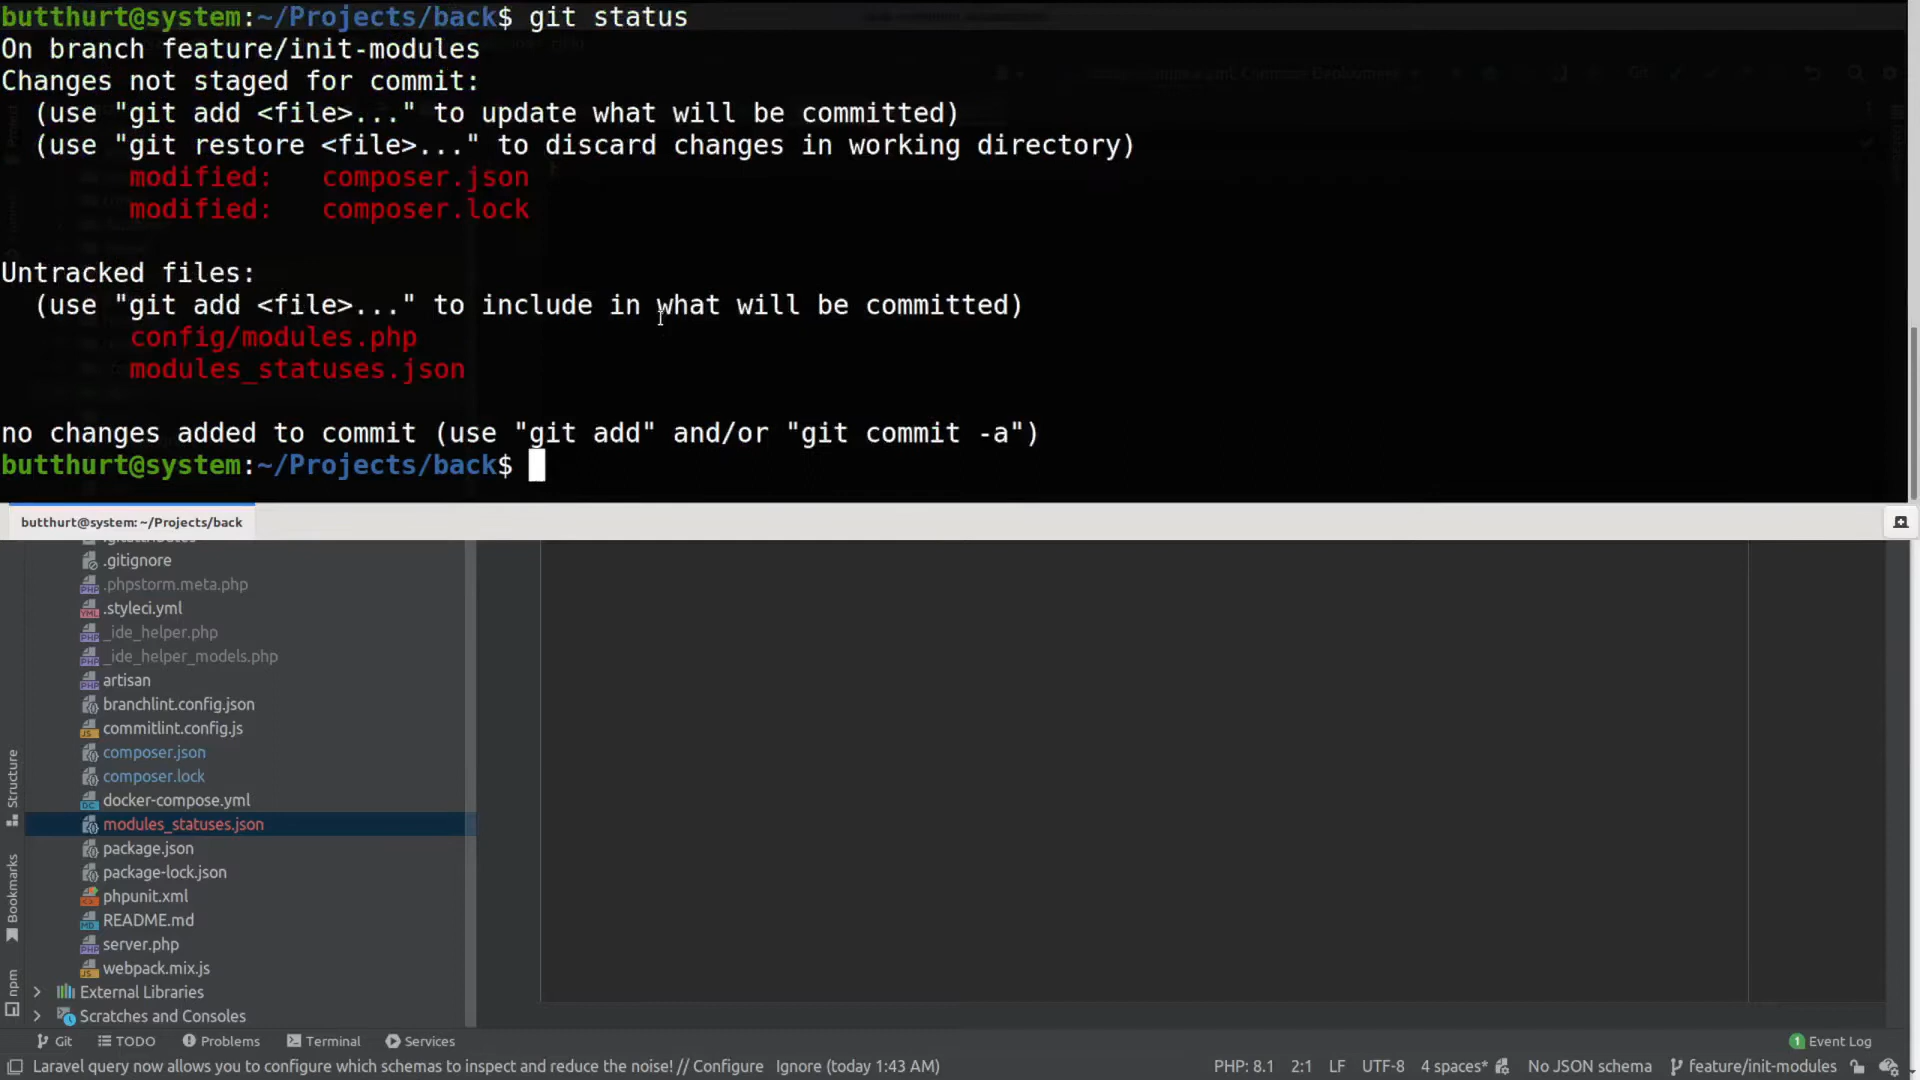 butthurt@system:~/Projects/back$ git status
On branch feature/init-modules
Changes not staged for commit:
(use "git add <file>..." to update what will be committed)
(use "git restore <file>..." to discard changes in working directory)
modified: composer.json
modified: composer.lock
Untracked files:
(use "git add <file>..." to include in what will be committed)
config/modules.php
modules_statuses.json
no changes added to commit (use "git add" and/or "git commit -a")
butthurt@system:~/Projects/back$
butthurt@system: ~/Projects/back
.gitattributes
.gitignore
.phpstorm.meta.php
.styleci.yml
_ide_helper.php
_ide_helper_models.php
artisan
branchlint.config.json
commitlint.config.js
composer.json
composer.lock
docker-compose.yml
modules_statuses.json
package.json
package-lock.json
phpunit.xml
README.md
server.php
webpack.mix.js
External Libraries
Scratches and Consoles
Structure
Bookmarks
npm
Git TODO Problems Terminal Services 1 Event Log
Laravel query now allows you to configure which schemas to inspect and reduce the noise! // Configure Ignore (today 1:43 AM) PHP: 8.1 2:1 LF UTF-8 4 spaces* No JSON schema feature/init-modules